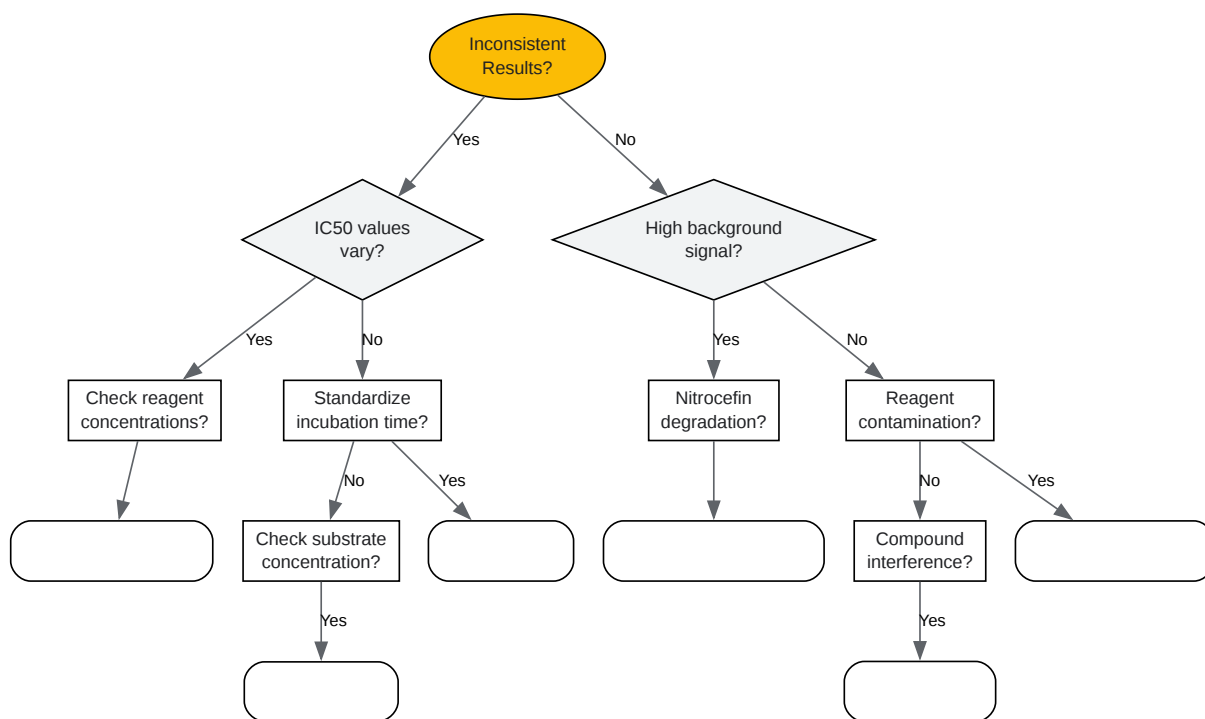 Inconsistent
Results?
Yes
No
IC50 values
vary?
High background
signal?
Yes
No
Yes
No
Check reagent
concentrations?
Standardize
incubation time?
Nitrocefin
degradation?
Reagent
contamination?
No
Yes
No
Yes
Check substrate
concentration?
Compound
interference?
Yes
Yes